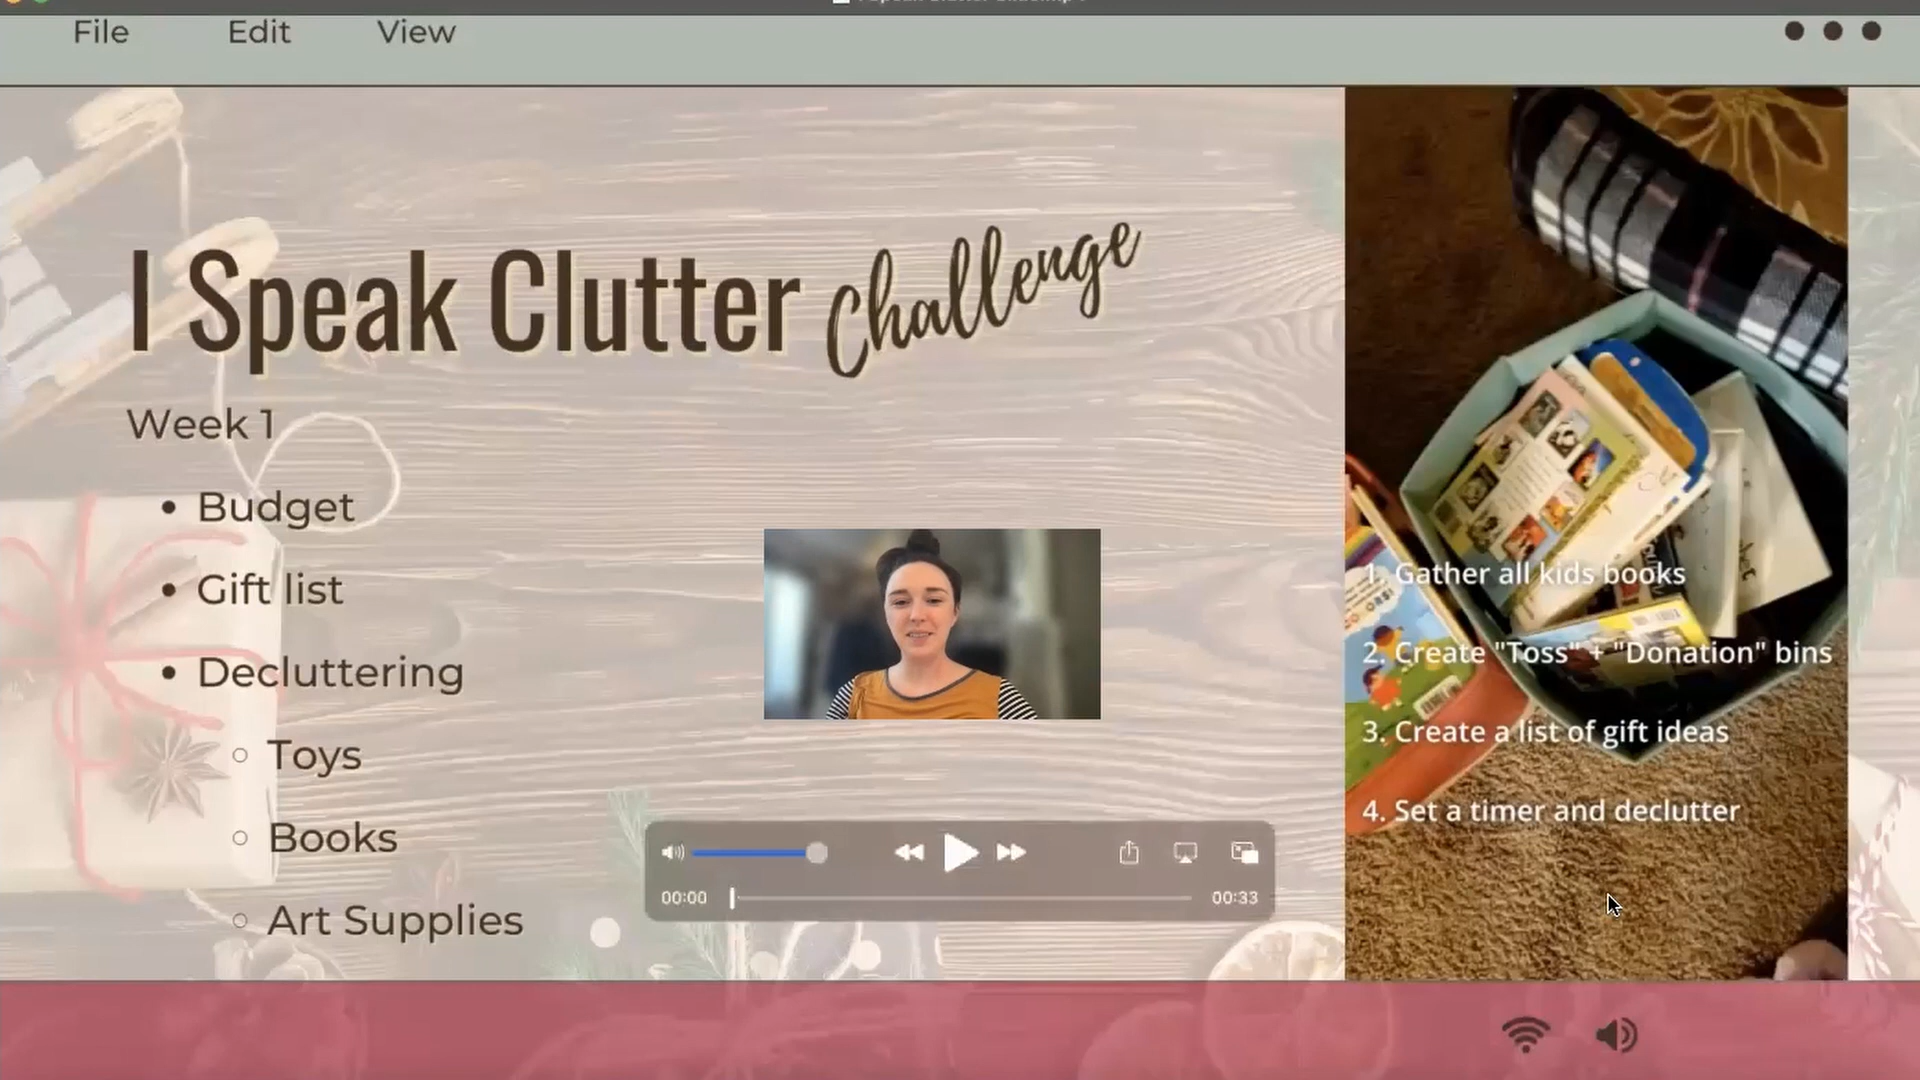 File Edit View
I Speak Clutter Challenge
Week 1
• Budget
• Gift list
• Decluttering
○ Toys
○ Books
○ Art Supplies
1. Gather all kids books
2. Create "Toss" + "Donation" bins
3. Create a list of gift ideas
4. Set a timer and declutter
00:00 00:33